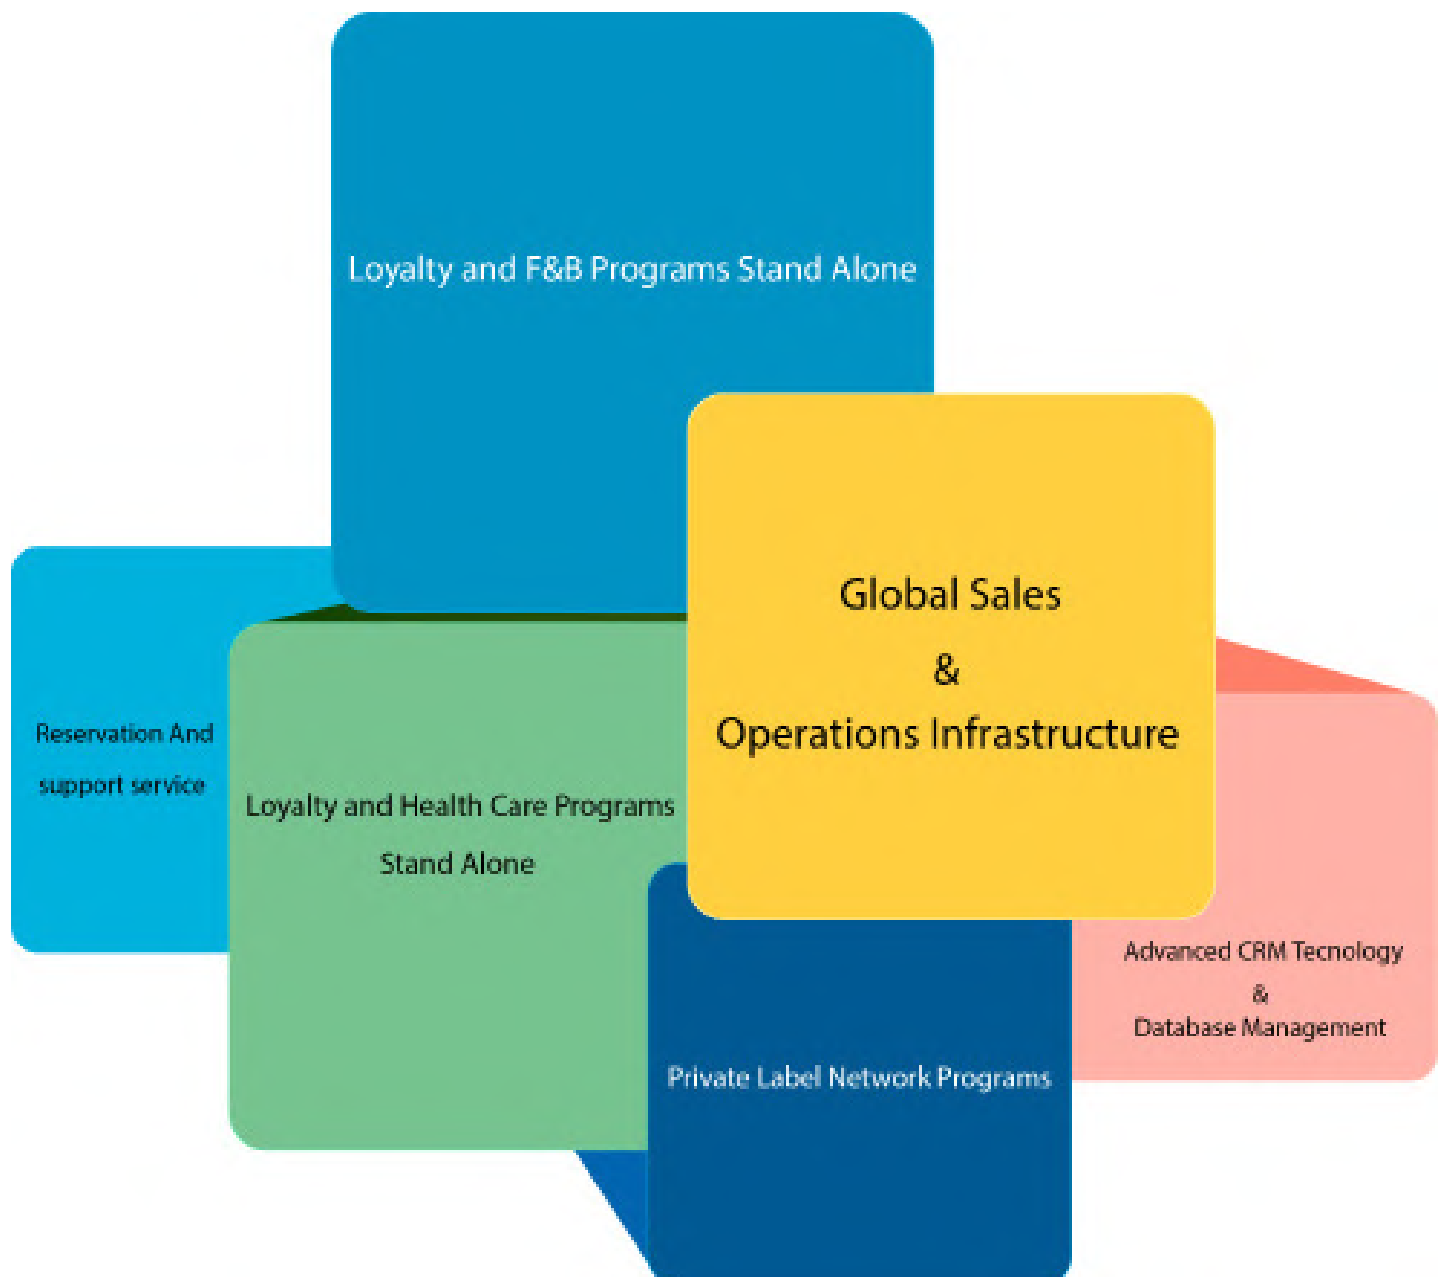 Loyalty and F&B Programs Stand Alone
Global Sales
&
Operations Infrastructure
Reservation And
support service
Loyalty and Health Care Programs
Stand Alone
Advanced CRM Tecnology
&
Database Management
Private Label Network Programs